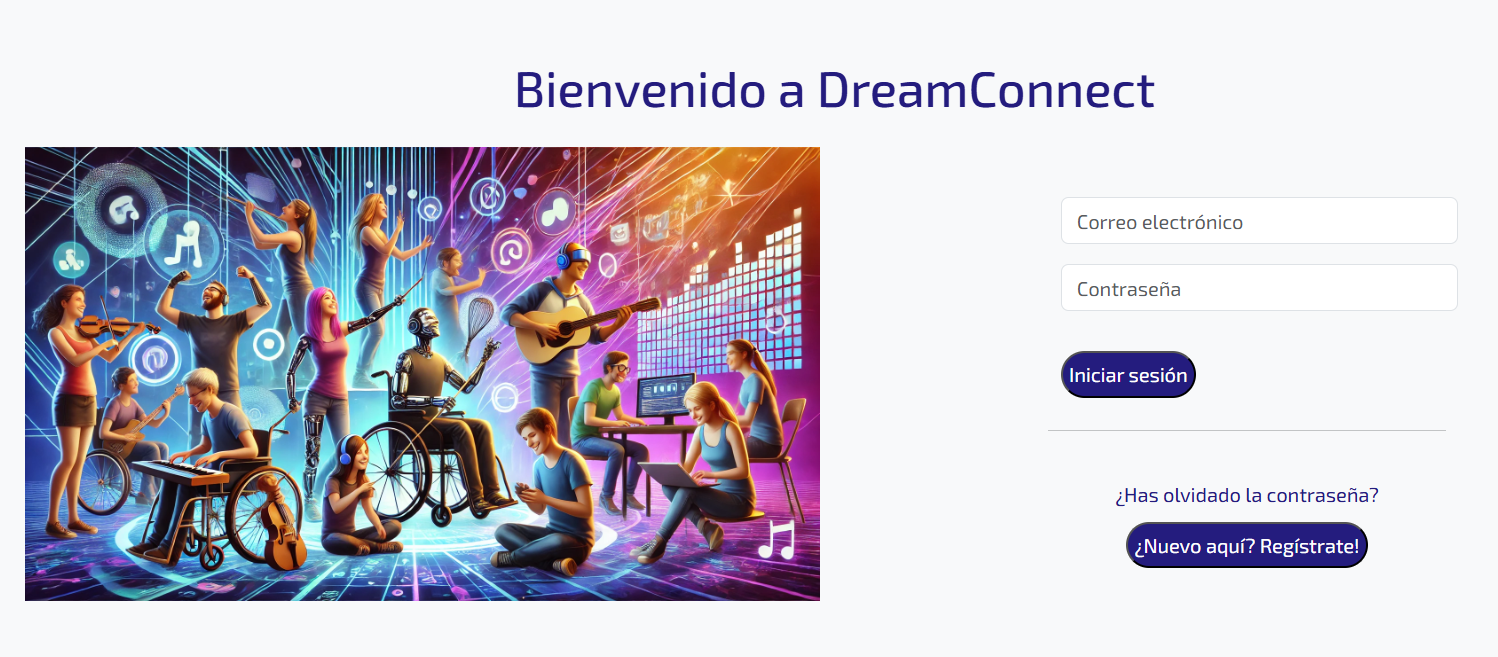 Bienvenido a DreamConnect
Correo electrónico
Contraseña
Iniciar sesión
¿Has olvidado la contraseña?
¿Nuevo aquí? Regístrate!